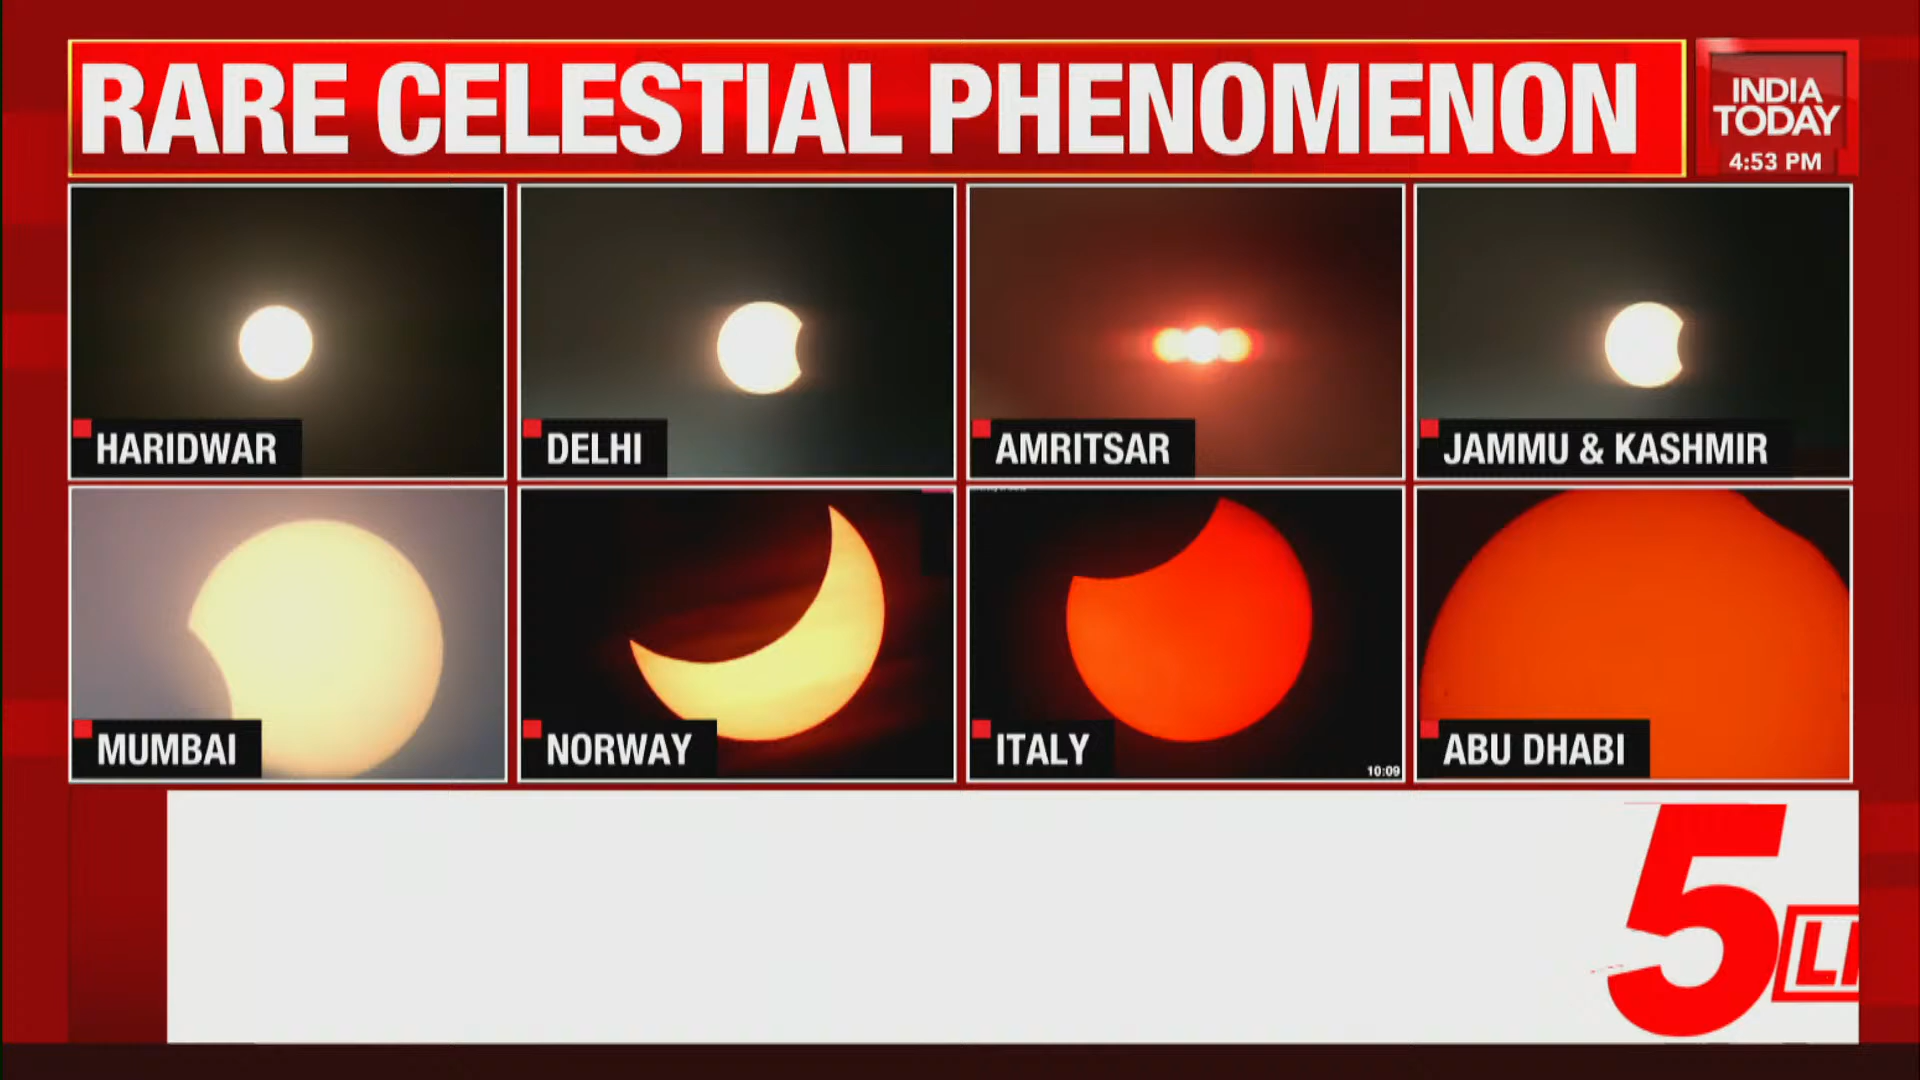 RARE CELESTIAL PHENOMENON
INDIA
TODAY
4:53 PM
HARIDWAR
DELHI
AMRITSAR
JAMMU & KASHMIR
MUMBAI
NORWAY
ITALY
10:09
ABU DHABI
5